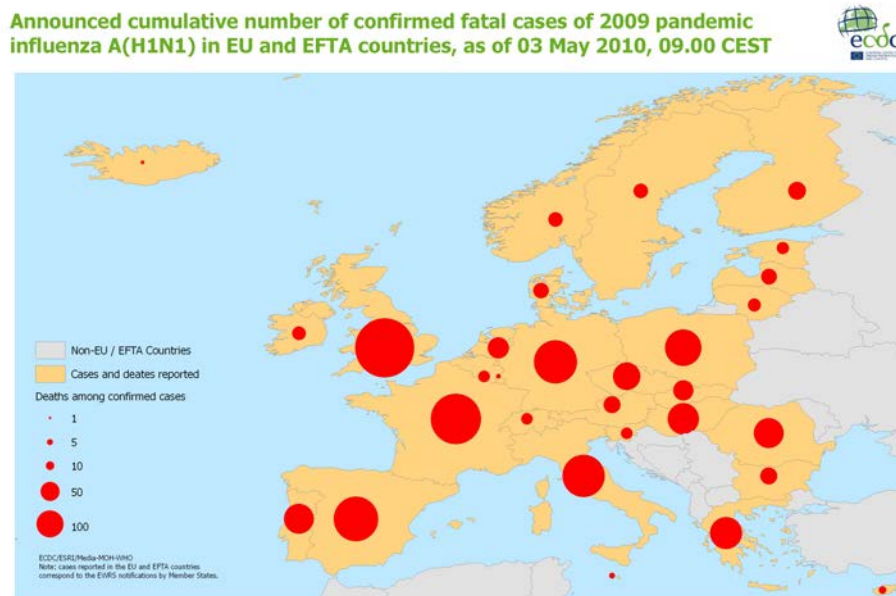 Announced cumulative number of confirmed fatal cases of 2009 pandemic
influenza A(H1N1) in EU and EFTA countries, as of 03 May 2010, 09.00 CEST
ecdc
Non-EU / EFTA Countries
Cases and deates reported
Deaths among confirmed cases
1
5
10
50
100
ECDC/ESRI/Media-MOH-WHO
Note: cases reported in the EU and EFTA countries
correspond to the EWRS notifications by Member States.